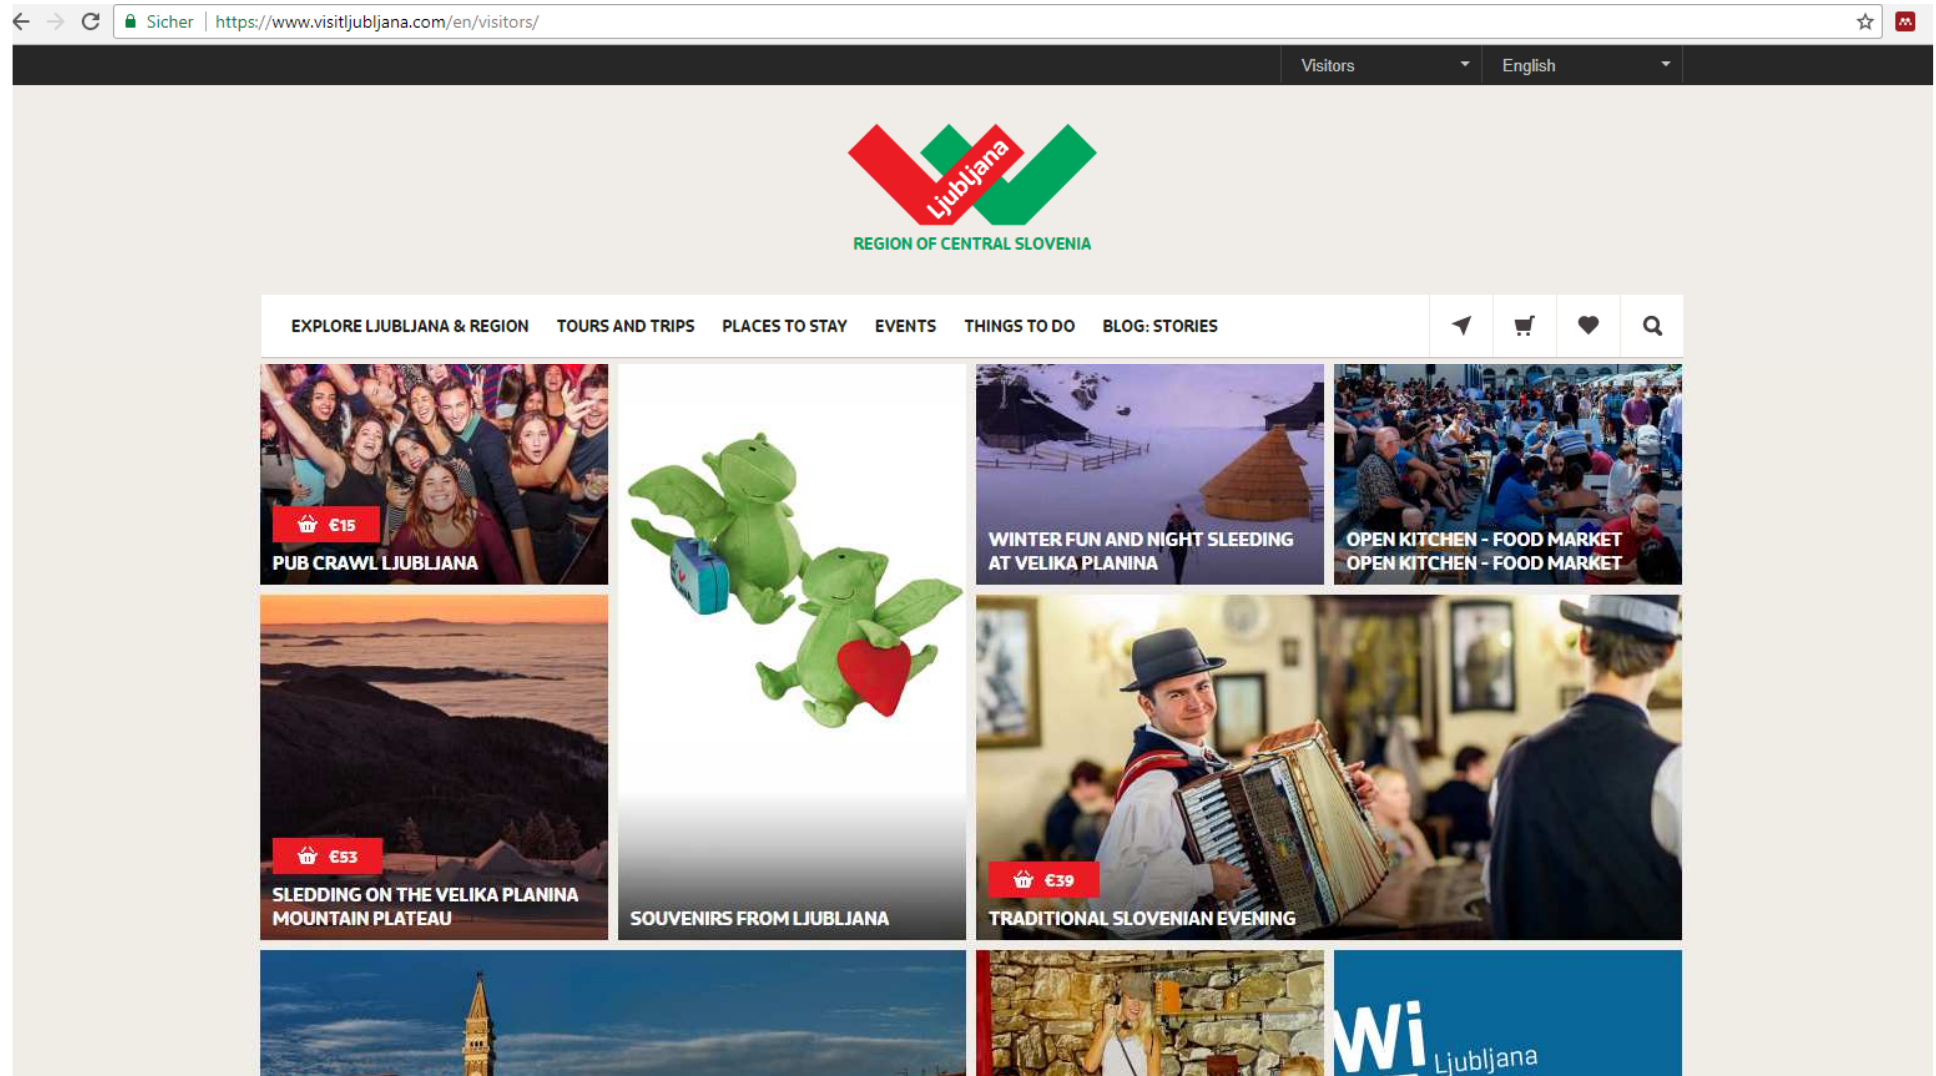 Sicher
https://www.visitljubljana.com/en/visitors/
Visitors
English
Ljubljana
REGION OF CENTRAL SLOVENIA
EXPLORE LJUBLJANA & REGION
TOURS AND TRIPS
PLACES TO STAY
EVENTS
THINGS TO DO
BLOG: STORIES
€15
PUB CRAWL LJUBLJANA
WINTER FUN AND NIGHT SLEEDING
AT VELIKA PLANINA
OPEN KITCHEN - FOOD MARKET
OPEN KITCHEN - FOOD MARKET
€53
SLEDDING ON THE VELIKA PLANINA
MOUNTAIN PLATEAU
SOUVENIRS FROM LJUBLJANA
€39
TRADITIONAL SLOVENIAN EVENING
Wi
Ljubljana